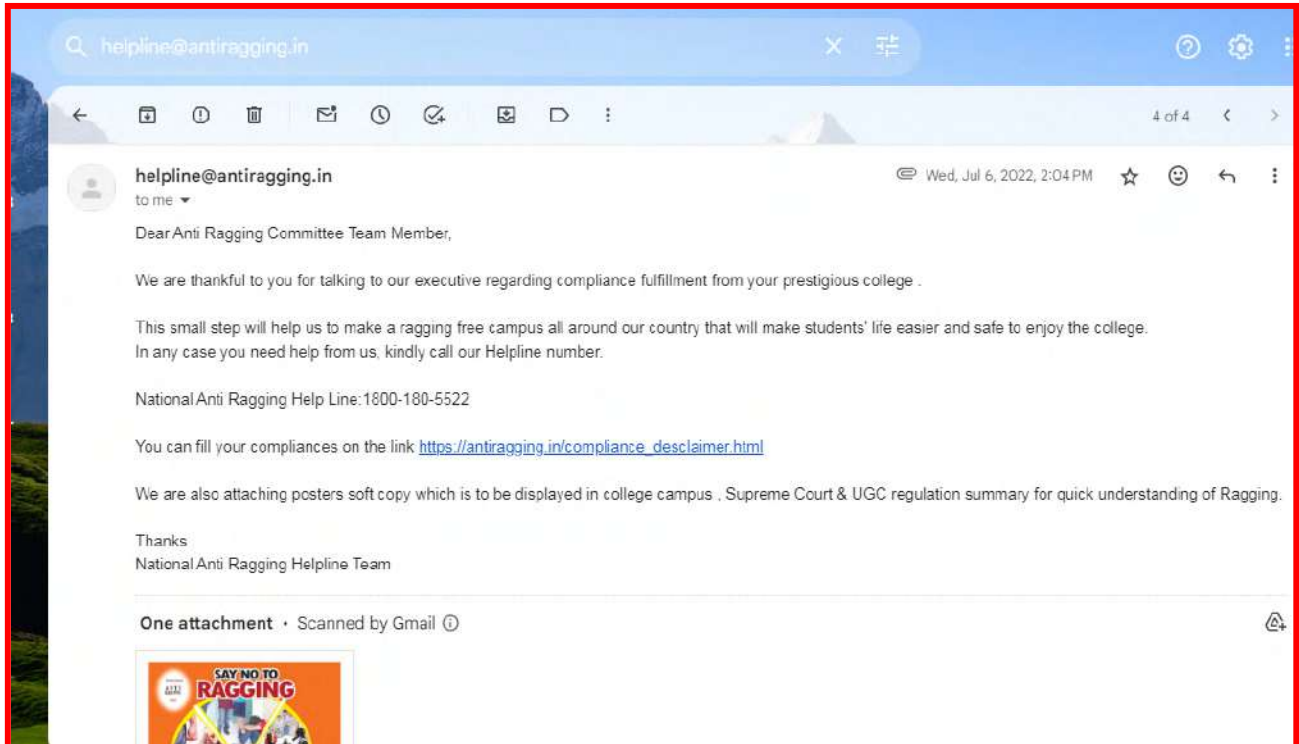 helpline@antiragging.in
4 of 4
helpline@antiragging.in
Wed, Jul 6, 2022, 2:04 PM
to me
Dear Anti Ragging Committee Team Member,
We are thankful to you for talking to our executive regarding compliance fulfillment from your prestigious college .
This small step will help us to make a ragging free campus all around our country that will make students' life easier and safe to enjoy the college.
In any case you need help from us, kindly call our Helpline number.
National Anti Ragging Help Line:1800-180-5522
You can fill your compliances on the link https://antiragging.in/compliance_desclaimer.html
We are also attaching posters soft copy which is to be displayed in college campus , Supreme Court & UGC regulation summary for quick understanding of Ragging.
Thanks
National Anti Ragging Helpline Team
One attachment • Scanned by Gmail
SAY NO TO
RAGGING